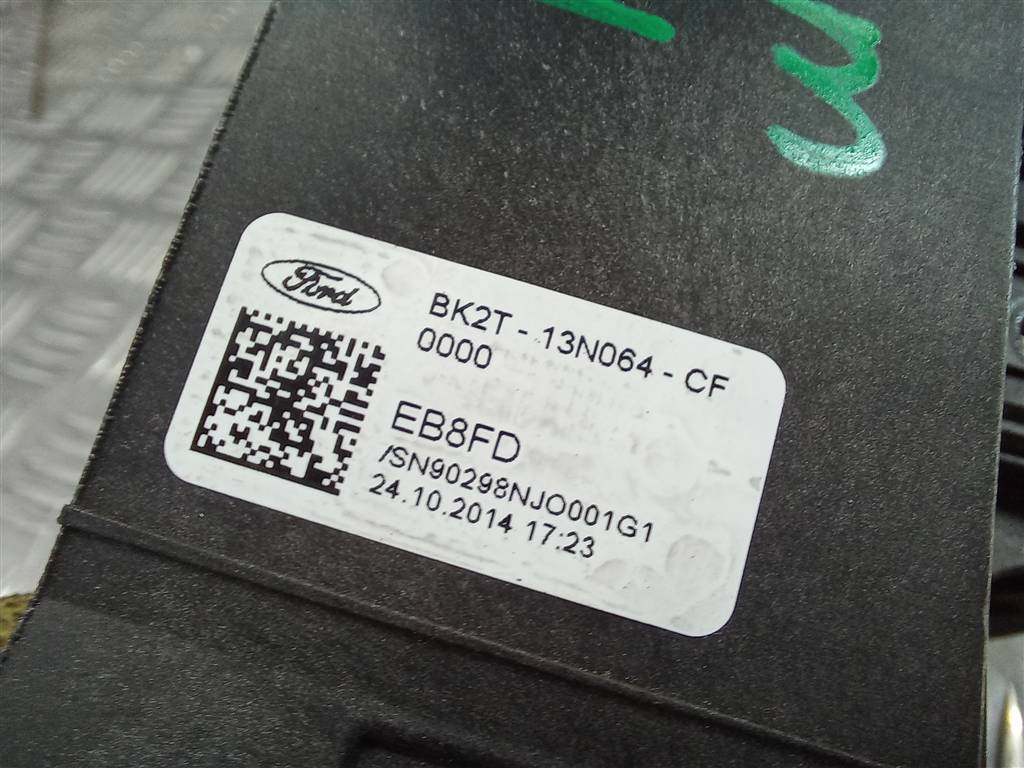 Ford
BK2T - 13N064 - CF
0000
EB8FD
/SN90298NJO001G1
24.10.2014 17:23